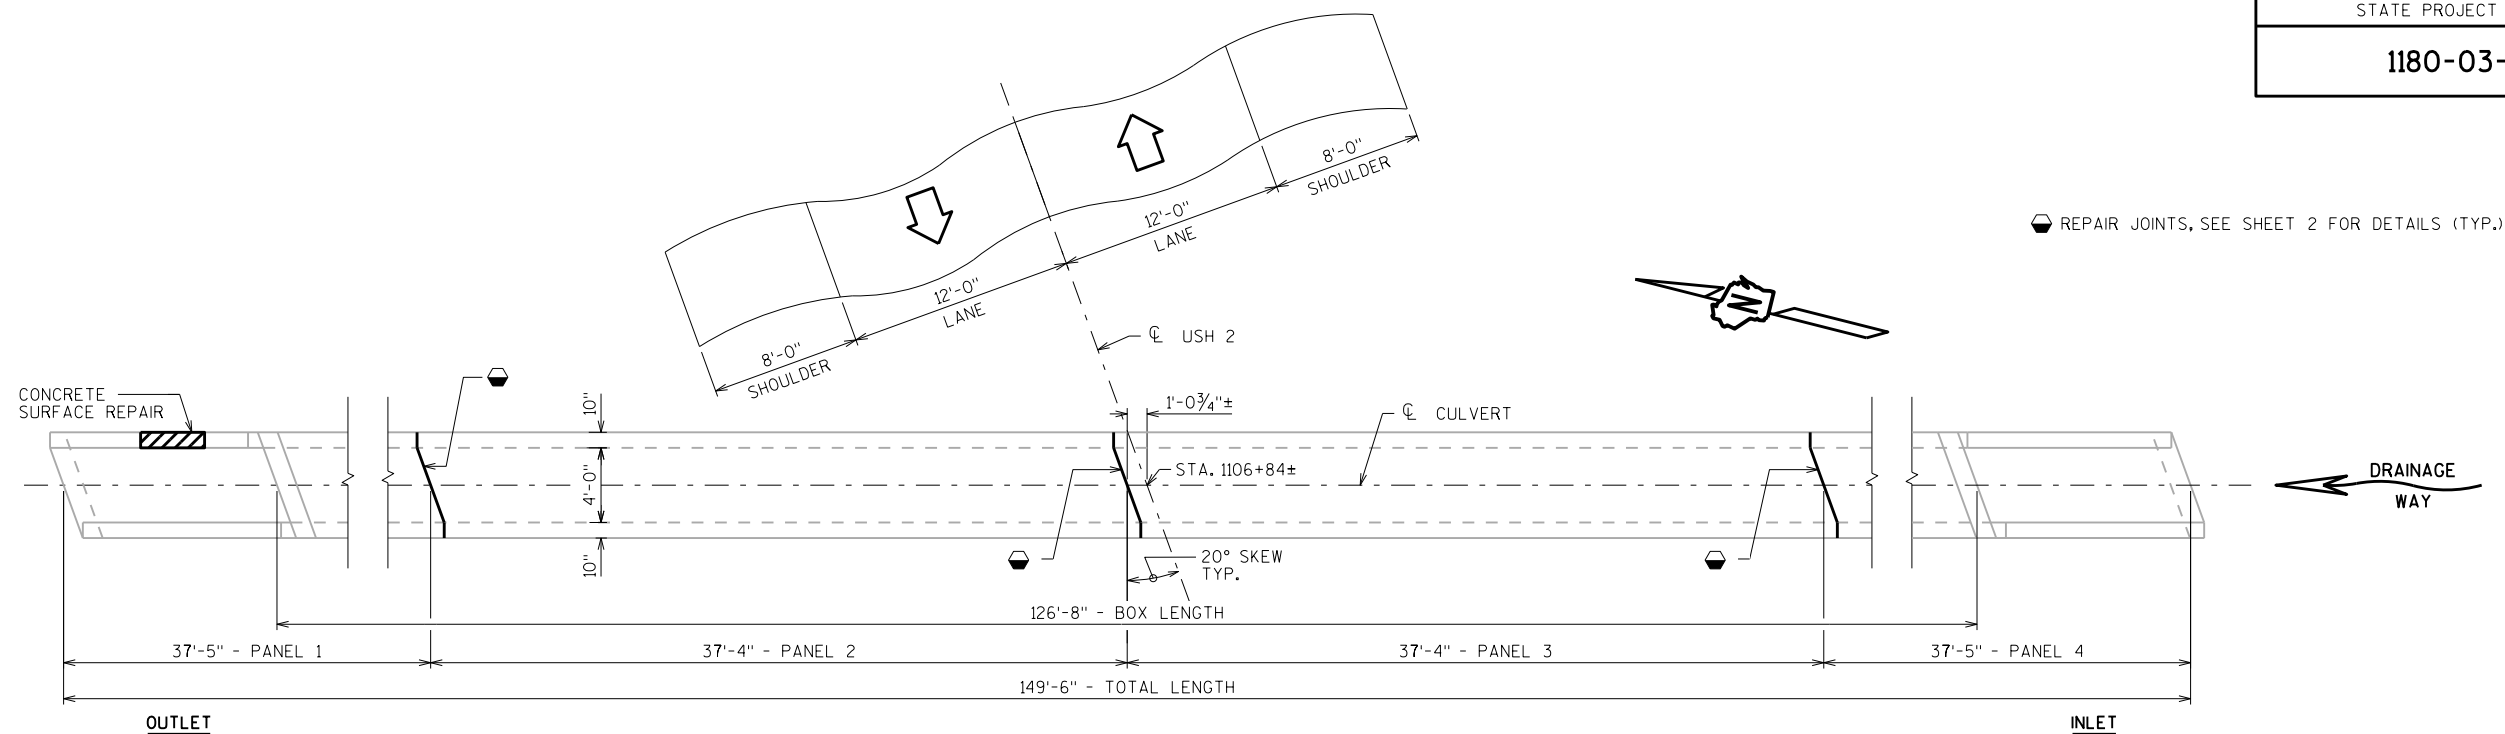 STATE PROJECT
1180-03-
8'-0"
SHOULDER
12'-0"
LANE
12'-0"
LANE
8'-0"
SHOULDER
REPAIR JOINTS, SEE SHEET 2 FOR DETAILS (TYP.)
N
℄ USH 2
CONCRETE
SURFACE REPAIR
10"
4'-0"
10"
1'-0¾"±
℄ CULVERT
STA. 1106+84±
DRAINAGE
WAY
20° SKEW
TYP.
126'-8" - BOX LENGTH
37'-5" - PANEL 1
37'-4" - PANEL 2
37'-4" - PANEL 3
37'-5" - PANEL 4
149'-6" - TOTAL LENGTH
OUTLET
INLET